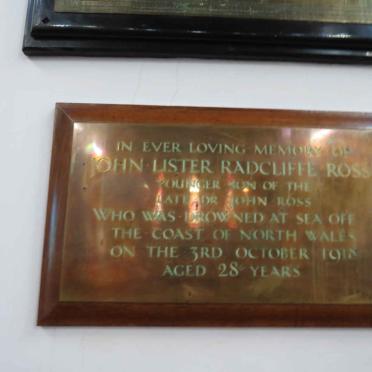 IN EVER LOVING MEMORY OF
JOHN LISTER RADCLIFFE ROSS
YOUNGER SON OF THE
LATE DR JOHN ROSS
WHO WAS DROWNED AT SEA OFF
THE COAST OF NORTH WALES
ON THE 3RD OCTOBER 1918
AGED 28 YEARS